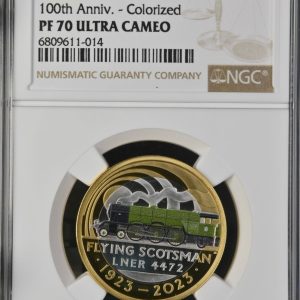 100th Anniv. - Colorized
PF 70 ULTRA CAMEO
6809611-014
NUMISMATIC GUARANTY COMPANY
NGC
FLYING SCOTSMAN
LNER 4472
1923-2023